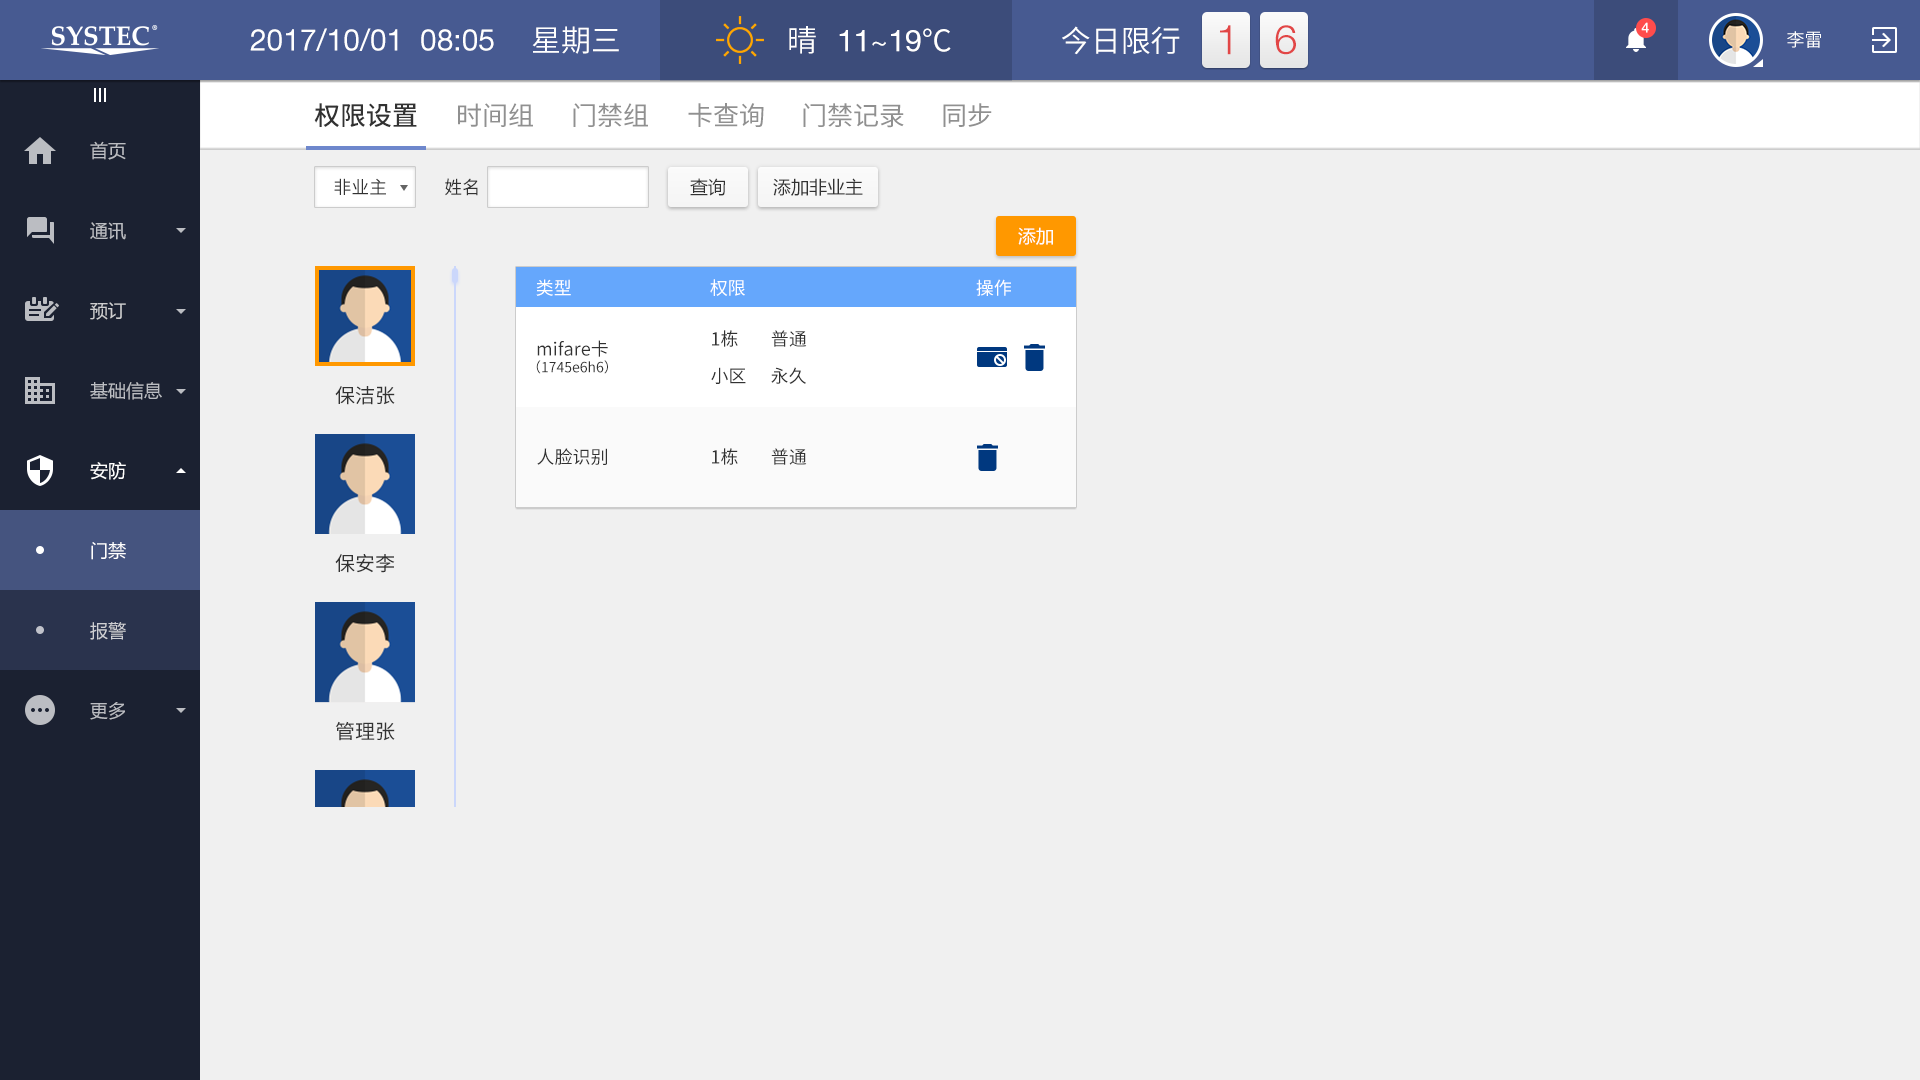 SYSTEC®
2017/10/01 08:05 星期三
晴 11~19℃
今日限行 1 6
4
李雷
首页
通讯
预订
基础信息
安防
门禁
报警
更多
权限设置 时间组 门禁组 卡查询 门禁记录 同步
非业主 姓名 查询 添加非业主
添加
保洁张
保安李
管理张
类型 权限 操作
mifare卡
(1745e6h6)
1栋 普通
小区 永久
人脸识别 1栋 普通